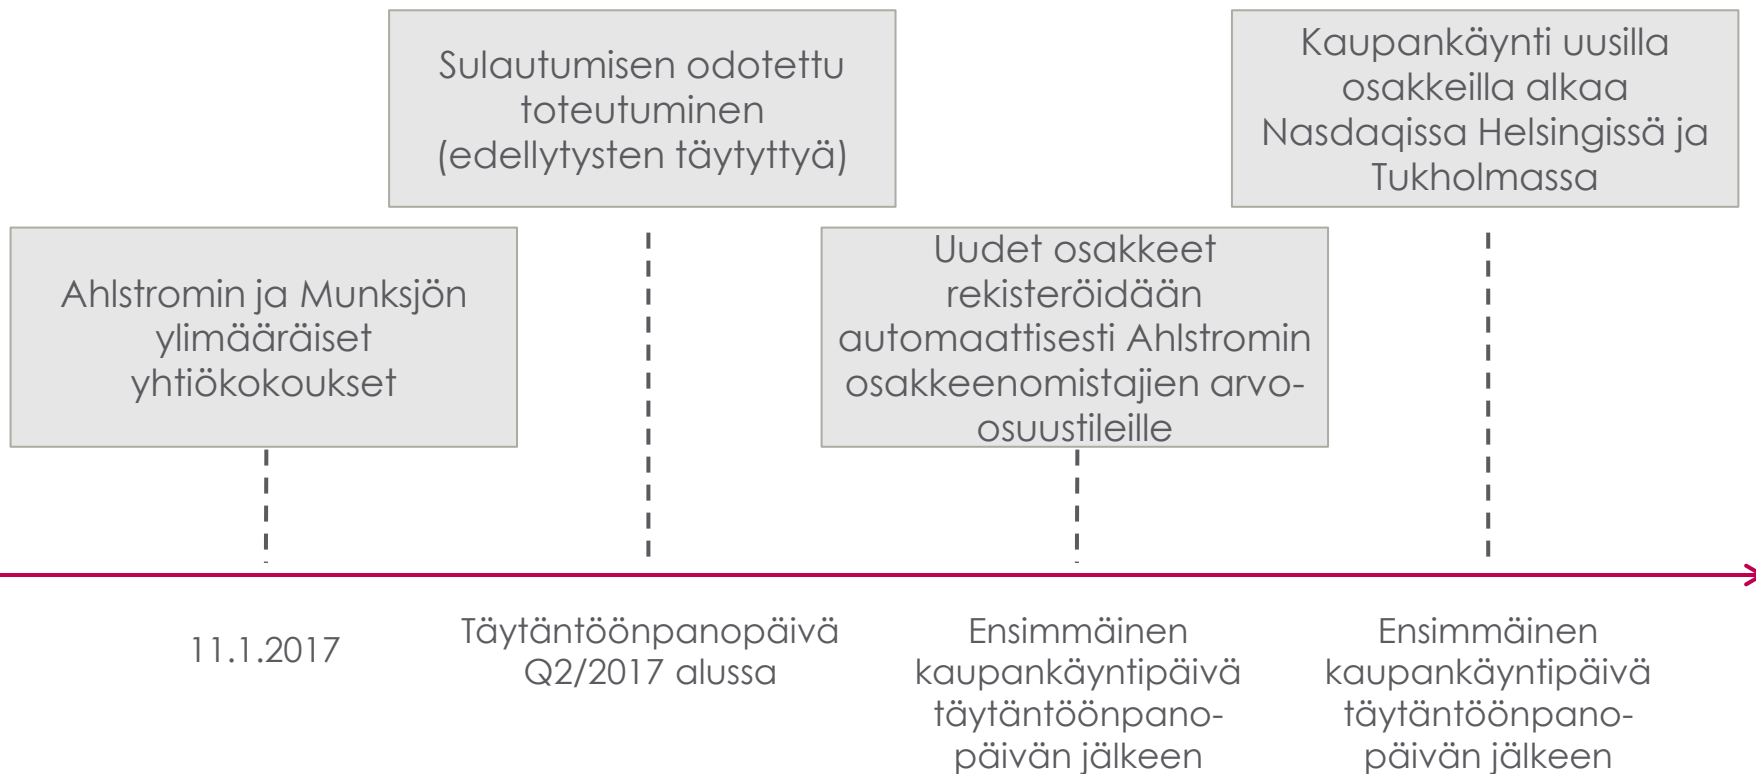 Sulautumisen odotettu
toteutuminen
(edellytysten täytyttyä)
Kaupankäynti uusilla
osakkeilla alkaa
Nasdaqissa Helsingissä ja
Tukholmassa
Ahlstromin ja Munksjön
ylimääräiset
yhtiökokoukset
Uudet osakkeet
rekisteröidään
automaattisesti Ahlstromin
osakkeenomistajien arvo-
osuustileille
11.1.2017
Täytäntöönpanopäivä
Q2/2017 alussa
Ensimmäinen
kaupankäyntipäivä
täytäntöönpano-
päivän jälkeen
Ensimmäinen
kaupankäyntipäivä
täytäntöönpano-
päivän jälkeen